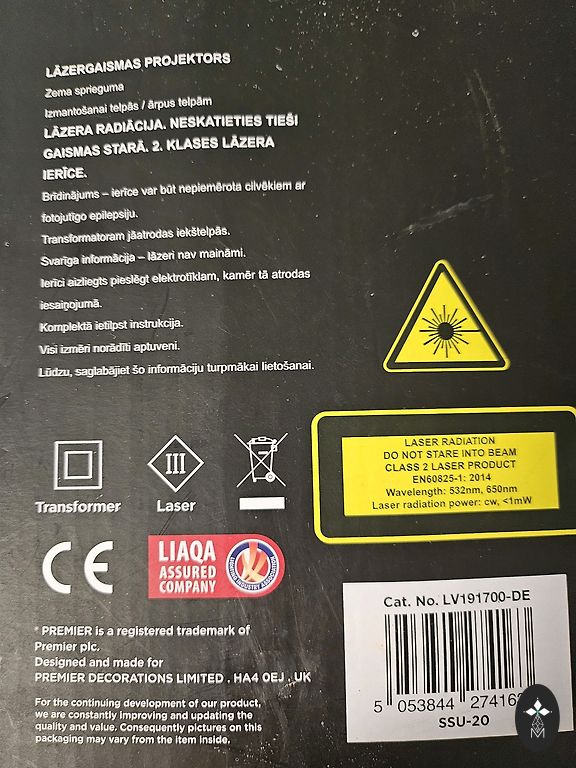 LĀZERGAISMAS PROJEKTORS
Zema sprieguma
Izmantošanai telpās / ārpus telpām
LĀZERA RADIĀCIJA. NESKATIETIES TIEŠI
GAISMAS STARĀ. 2. KLASES LĀZERA
IERĪCE.
Brīdinājums – ierīce var būt nepiemērota cilvēkiem ar
fotojutīgo epilepsiju.
Transformatoram jāatrodas iekštelpās.
Svarīga informācija – lāzeri nav maināmi.
Ierīci aizliegts pieslēgt elektrotīklam, kamēr tā atrodas
iesaiņojumā.
Komplektā ietilpst instrukcija.
Visi izmēri norādīti aptuveni.
Lūdzu, saglabājiet šo informāciju turpmākai lietošanai.
LASER RADIATION
DO NOT STARE INTO BEAM
CLASS 2 LASER PRODUCT
EN60825-1: 2014
Wavelength: 532nm, 650nm
Laser radiation power: cw, <1mW
III
Transformer
Laser
CE
LIAQA
ASSURED
COMPANY
LIGHTING INDUSTRY ASSOCIATION
* PREMIER is a registered trademark of
Premier plc.
Designed and made for
PREMIER DECORATIONS LIMITED . HA4 0EJ . UK
For the continuing development of our product,
we are constantly improving and updating the
quality and value. Consequently pictures on this
packaging may vary from the item inside.
Cat. No. LV191700-DE
5 053844 27416
SSU-20
M